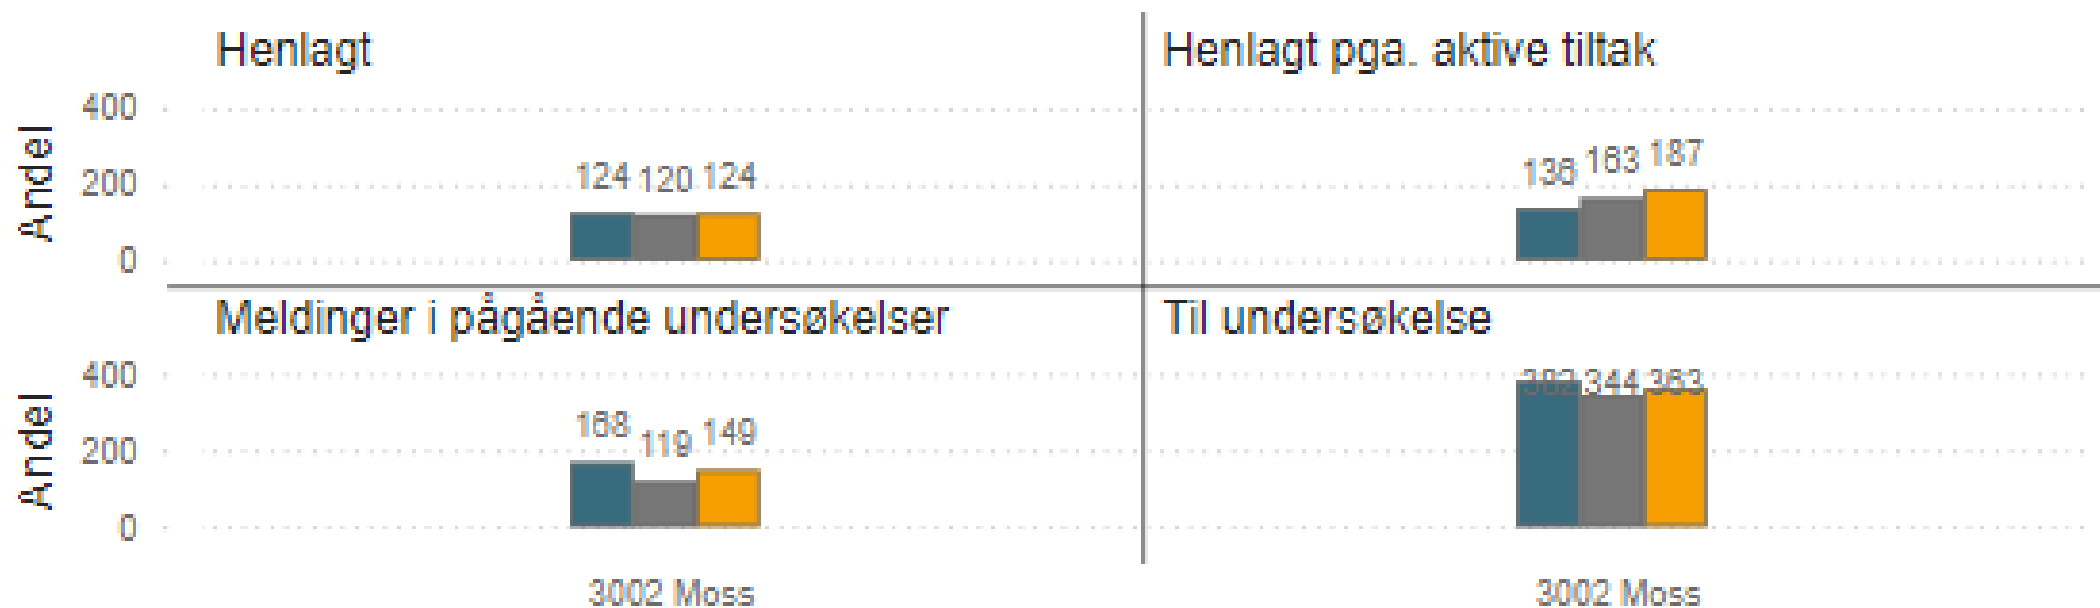 Henlagt
Andel
400
200
0
124 120 124
Henlagt pga. aktive tiltak
136 163 187
Meldinger i pågående undersøkelser
Andel
400
200
0
168 119 149
3002 Moss
Til undersøkelse
382 344 363
3002 Moss